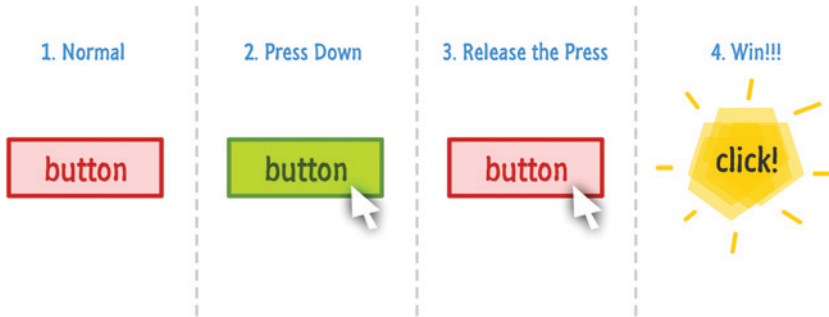 1. Normal
2. Press Down
3. Release the Press
4. Win!!!
button
button
button
click!